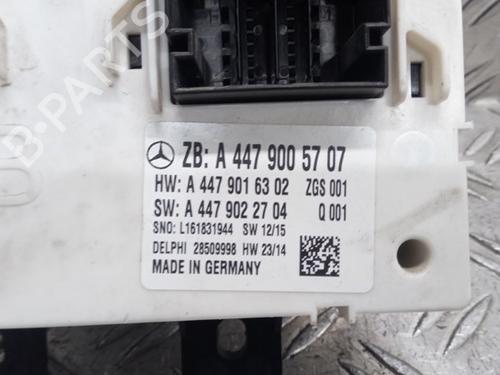 ZB: A 447 900 57 07
HW: A 447 901 63 02 ZGS 001
SW: A 447 902 27 04 Q 001
SNO: L161831944 SW 12/15
DELPHI 28509998 HW 23/14
MADE IN GERMANY